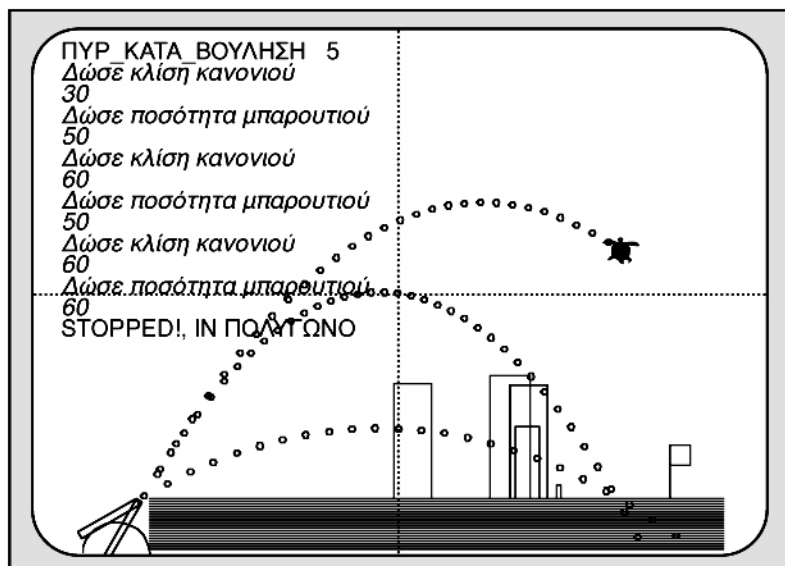 ΠΥΡ_ΚΑΤΑ_ΒΟΥΛΗΣΗ 5
Δώσε κλίση κανονιού
30
Δώσε ποσότητα μπαρουτιού
50
Δώσε κλίση κανονιού
60
Δώσε ποσότητα μπαρουτιού
50
Δώσε κλίση κανονιού
60
Δώσε ποσότητα μπαρουτιού
60
STOPPED!, IN ΠΟΛΥΓΩΝΟ